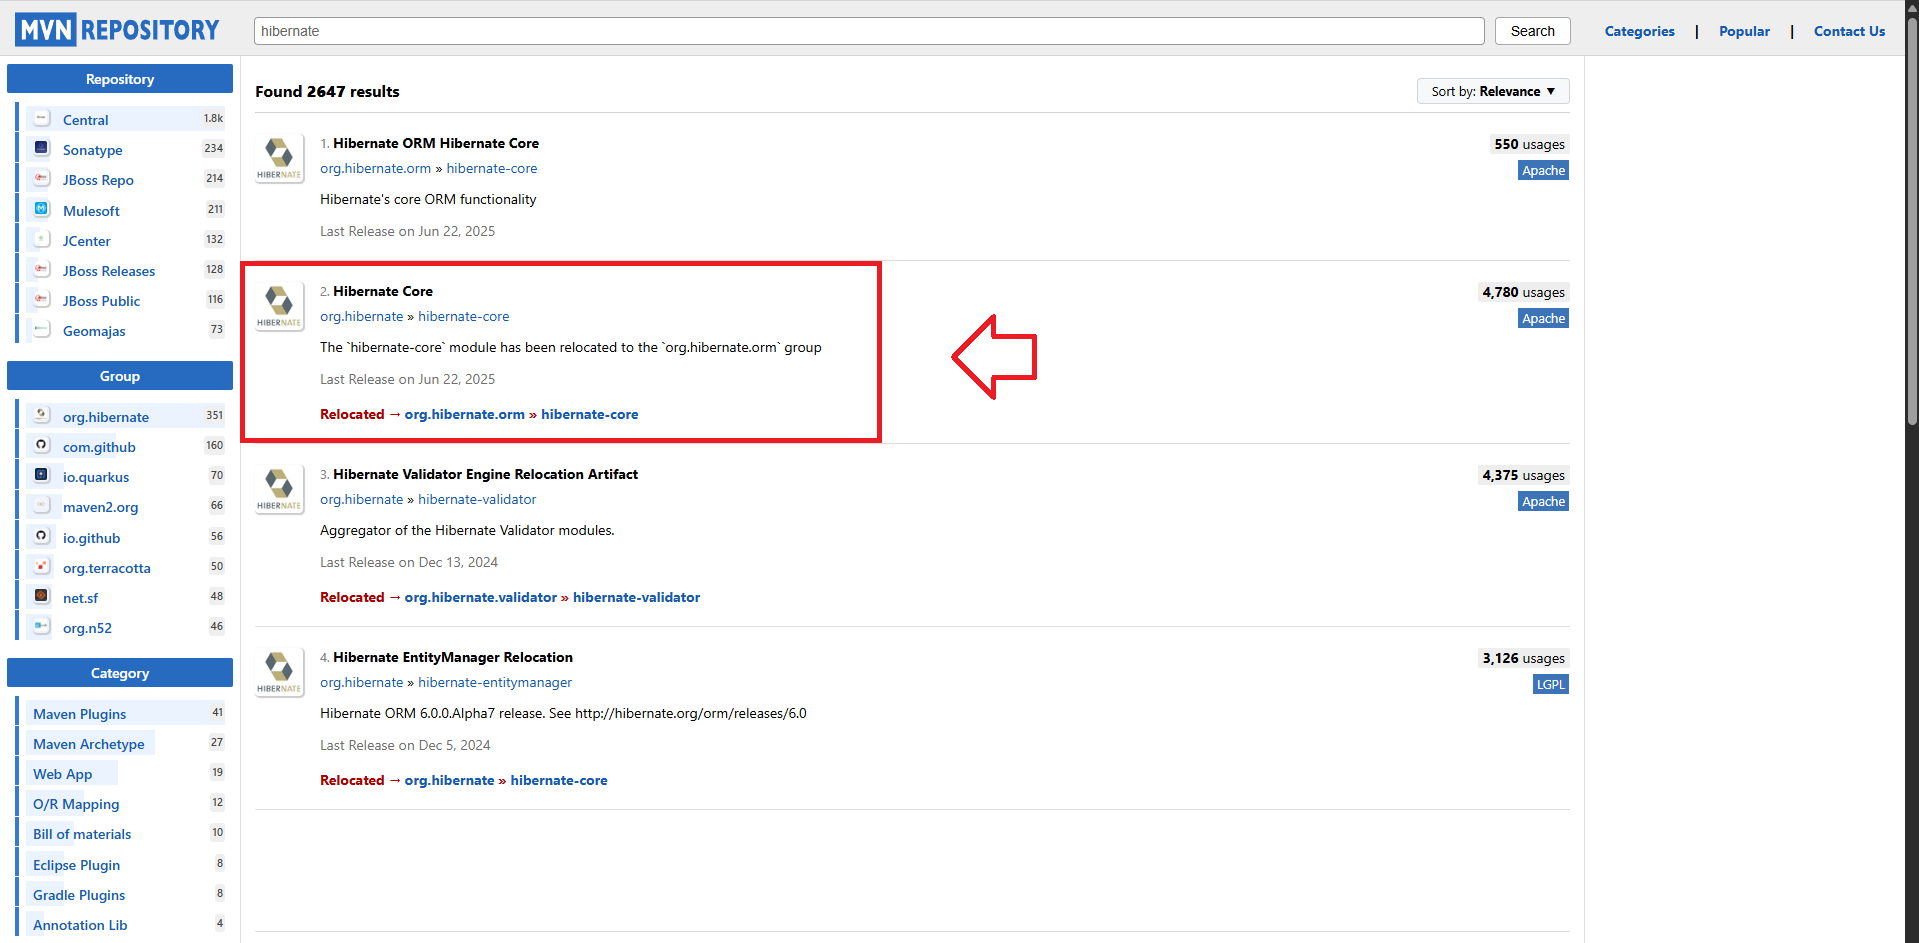 MVN REPOSITORY
hibernate
Search
Categories | Popular | Contact Us
Repository
Central 1.8k
Sonatype 234
JBoss Repo 214
Mulesoft 211
JCenter 132
JBoss Releases 128
JBoss Public 116
Geomajas 73
Group
org.hibernate 351
com.github 160
io.quarkus 70
maven2.org 66
io.github 56
org.terracotta 50
net.sf 48
org.n52 46
Category
Maven Plugins 41
Maven Archetype 27
Web App 19
O/R Mapping 12
Bill of materials 10
Eclipse Plugin 8
Gradle Plugins 8
Annotation Lib 4
Found 2647 results
Sort by: Relevance ▼
HIBERNATE
1. Hibernate ORM Hibernate Core
550 usages
org.hibernate.orm » hibernate-core
Apache
Hibernate's core ORM functionality
Last Release on Jun 22, 2025
HIBERNATE
2. Hibernate Core
4,780 usages
org.hibernate » hibernate-core
Apache
The `hibernate-core` module has been relocated to the `org.hibernate.orm` group
Last Release on Jun 22, 2025
Relocated → org.hibernate.orm » hibernate-core
HIBERNATE
3. Hibernate Validator Engine Relocation Artifact
4,375 usages
org.hibernate » hibernate-validator
Apache
Aggregator of the Hibernate Validator modules.
Last Release on Dec 13, 2024
Relocated → org.hibernate.validator » hibernate-validator
HIBERNATE
4. Hibernate EntityManager Relocation
3,126 usages
org.hibernate » hibernate-entitymanager
LGPL
Hibernate ORM 6.0.0.Alpha7 release. See http://hibernate.org/orm/releases/6.0
Last Release on Dec 5, 2024
Relocated → org.hibernate » hibernate-core